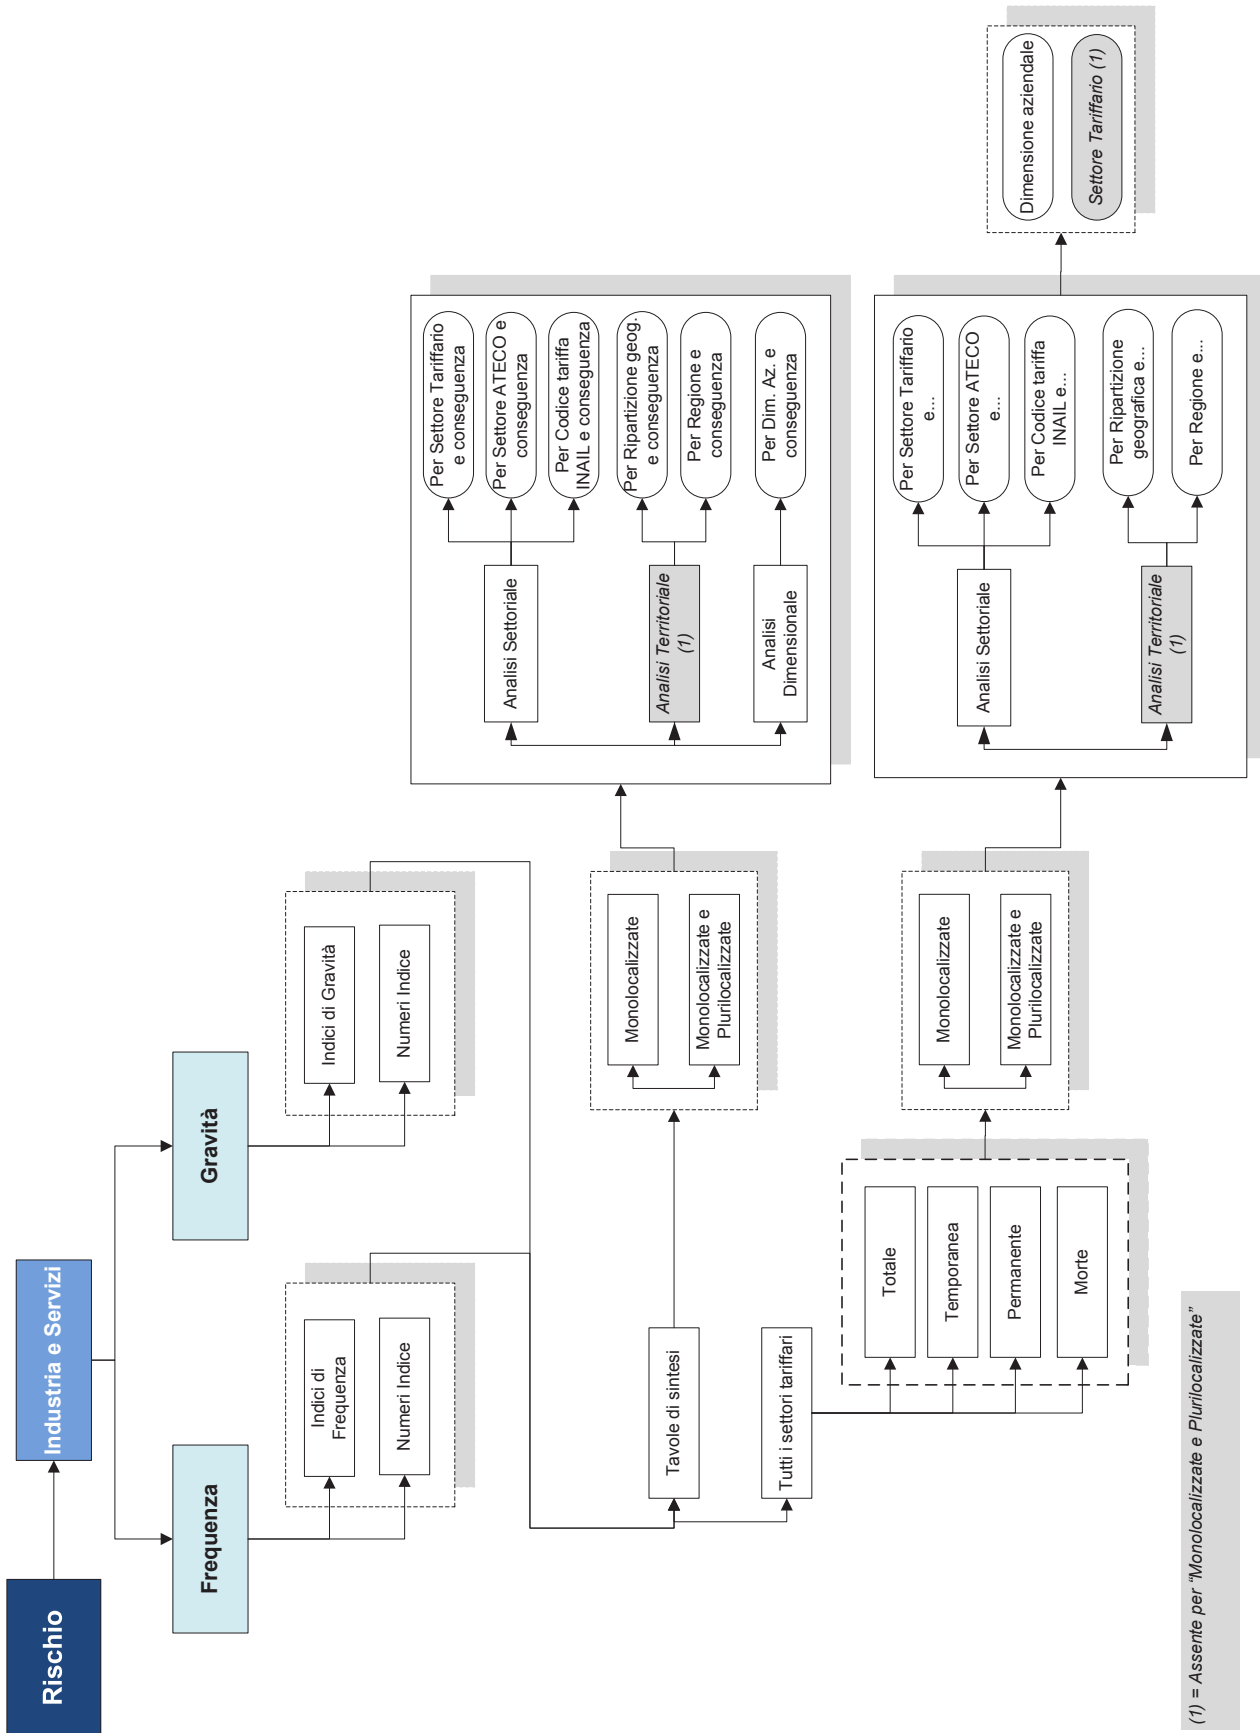 Rischio
Industria e Servizi
Frequenza
Gravità
Indici di
Frequenza
Numeri Indice
Indici di Gravità
Numeri Indice
Tavole di sintesi
Tutti i settori tariffari
Monolocalizzate
Monolocalizzate e
Plurilocalizzate
Analisi Settoriale
Per Settore Tariffario
e conseguenza
Per Settore ATECO e
conseguenza
Per Codice tariffa
INAIL e conseguenza
Analisi Territoriale
(1)
Per Ripartizione geog.
e conseguenza
Per Regione e
conseguenza
Analisi
Dimensionale
Per Dim. Az. e
conseguenza
Totale
Temporanea
Permanente
Morte
Monolocalizzate
Monolocalizzate e
Plurilocalizzate
Analisi Settoriale
Per Settore Tariffario
e...
Per Settore ATECO
e...
Per Codice tariffa
INAIL e...
Analisi Territoriale
(1)
Per Ripartizione
geografica e...
Per Regione e...
Dimensione aziendale
Settore Tariffario (1)
(1) = Assente per "Monolocalizzate e Plurilocalizzate"